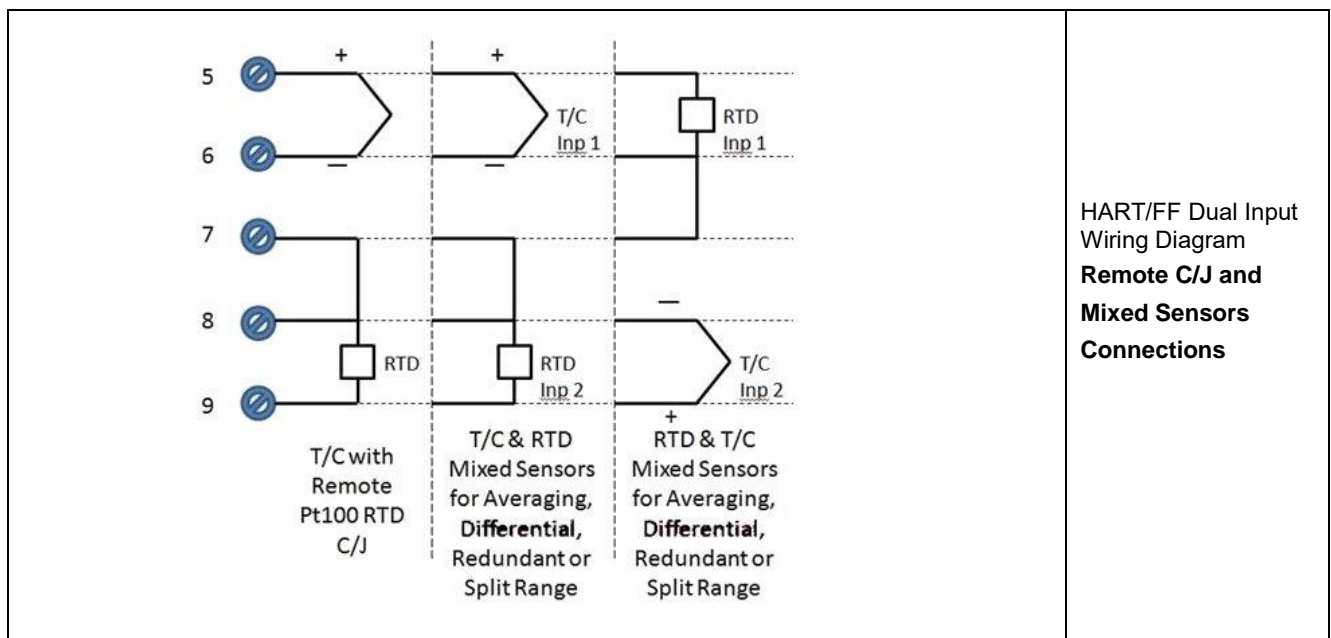 5
6
7
8
9
+
−
+
−
T/C
Inp 1
RTD
Inp 1
RTD
RTD
Inp 2
−
T/C
Inp 2
+
T/C with
Remote
Pt100 RTD
C/J
T/C & RTD
Mixed Sensors
for Averaging,
Differential,
Redundant or
Split Range
RTD & T/C
Mixed Sensors
for Averaging,
Differential,
Redundant or
Split Range
HART/FF Dual Input
Wiring Diagram
Remote C/J and
Mixed Sensors
Connections